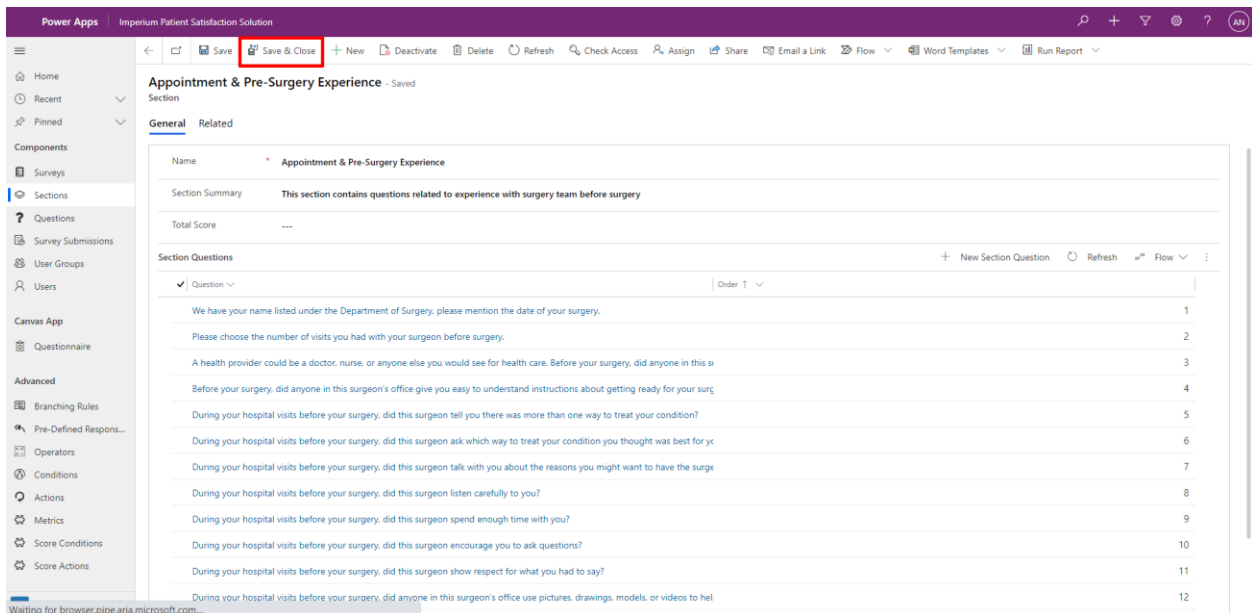 Power Apps Imperium Patient Satisfaction Solution ? AN
Save Save & Close New Deactivate Delete Refresh Check Access Assign Share Email a Link Flow Word Templates Run Report
Home
Recent
Pinned
Components
Surveys
Sections
Questions
Survey Submissions
User Groups
Users
Canvas App
Questionnaire
Advanced
Branching Rules
Pre-Defined Respons...
Operators
Conditions
Actions
Metrics
Score Conditions
Score Actions
Waiting for browser.pipe.aria.microsoft.com...
Appointment & Pre-Surgery Experience - Saved
Section
General Related
Name * Appointment & Pre-Surgery Experience
Section Summary This section contains questions related to experience with surgery team before surgery
Total Score ---
Section Questions New Section Question Refresh Flow
Question Order ↑
We have your name listed under the Department of Surgery, please mention the date of your surgery. 1
Please choose the number of visits you had with your surgeon before surgery. 2
A health provider could be a doctor, nurse, or anyone else you would see for health care. Before your surgery, did anyone in this su 3
Before your surgery, did anyone in this surgeon's office give you easy to understand instructions about getting ready for your surg 4
During your hospital visits before your surgery, did this surgeon tell you there was more than one way to treat your condition? 5
During your hospital visits before your surgery, did this surgeon ask which way to treat your condition you thought was best for yo 6
During your hospital visits before your surgery, did this surgeon talk with you about the reasons you might want to have the surge 7
During your hospital visits before your surgery, did this surgeon listen carefully to you? 8
During your hospital visits before your surgery, did this surgeon spend enough time with you? 9
During your hospital visits before your surgery, did this surgeon encourage you to ask questions? 10
During your hospital visits before your surgery, did this surgeon show respect for what you had to say? 11
During your hospital visits before your surgery, did anyone in this surgeon's office use pictures, drawings, models, or videos to hel 12